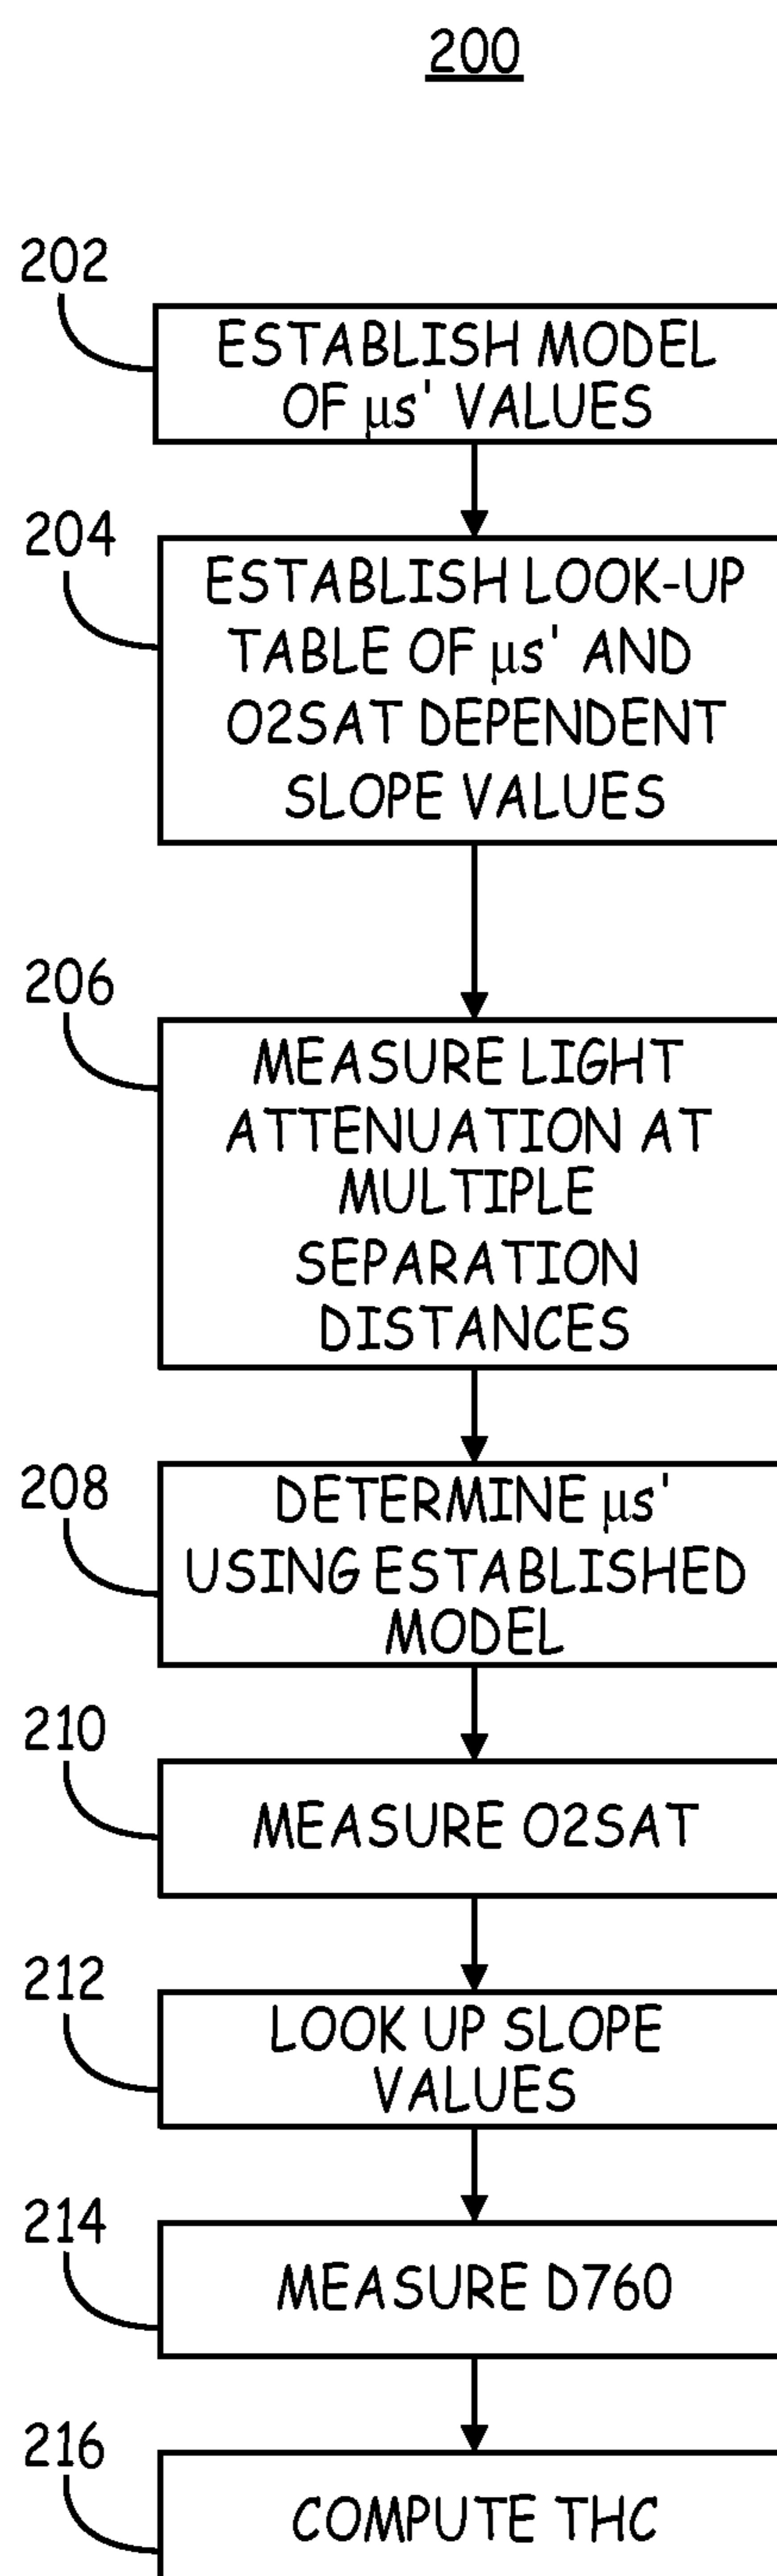 200
202
ESTABLISH MODEL
OF µs' VALUES
204
ESTABLISH LOOK-UP
TABLE OF µs' AND
O2SAT DEPENDENT
SLOPE VALUES
206
MEASURE LIGHT
ATTENUATION AT
MULTIPLE
SEPARATION
DISTANCES
208
DETERMINE µs'
USING ESTABLISHED
MODEL
210
MEASURE O2SAT
212
LOOK UP SLOPE
VALUES
214
MEASURE D760
216
COMPUTE THC